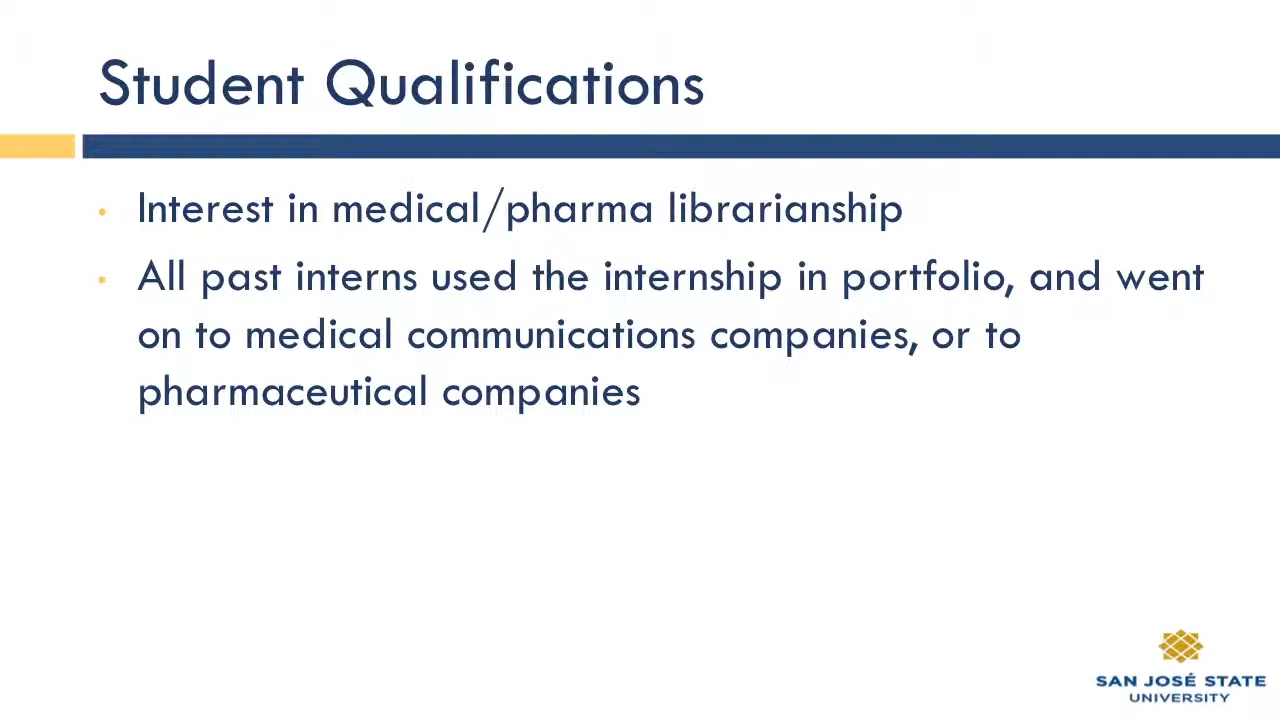 Student Qualifications
• Interest in medical/pharma librarianship
• All past interns used the internship in portfolio, and went
on to medical communications companies, or to
pharmaceutical companies
SAN JOSÉ STATE
UNIVERSITY